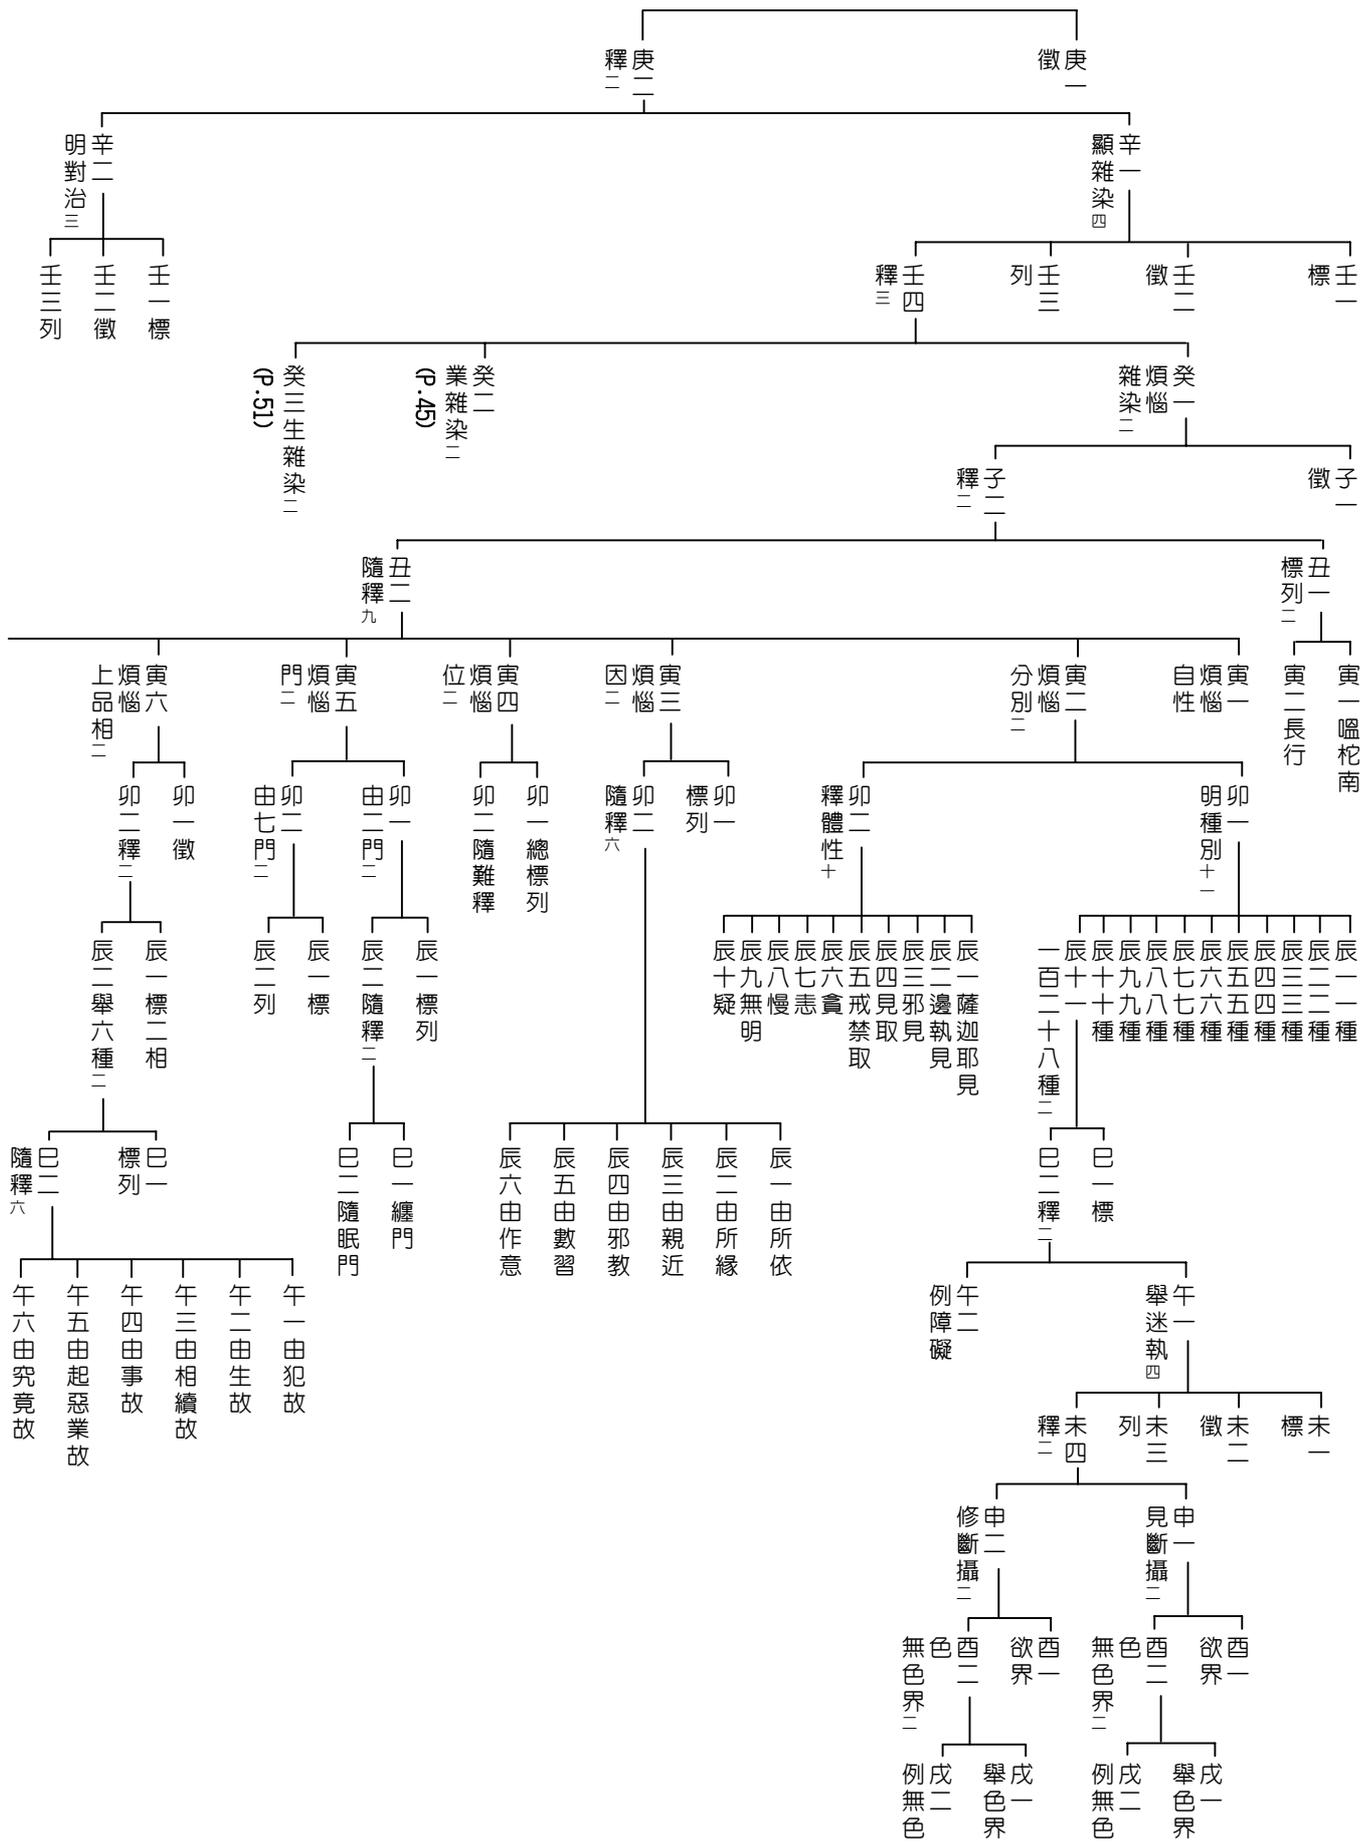 庚一
徵
庚二
釋二
辛一
顯雜染四
辛二
明對治三
壬一
標
壬二
徵
壬三
列
壬四
釋三
壬一標
壬二徵
壬三列
癸一
煩惱
雜染二
癸二
業雜染二
(P.45)
癸三生雜染二
(P.51)
子一
徵
子二
釋二
丑一
標列二
丑二
隨釋九
寅一嗢柁南
寅二長行
寅一
煩惱
自性
寅二
煩惱
分別二
寅三
煩惱
因二
寅四
煩惱
位二
寅五
煩惱
門二
寅六
煩惱
上品相二
卯一
明種別十一
卯二
釋體性十
卯一
標列
卯二
隨釋六
卯一總標列
卯二隨難釋
卯一
由二門二
卯二
由七門二
卯一徵
卯二釋二
辰一一種
辰二二種
辰三三種
辰四四種
辰五五種
辰六六種
辰七七種
辰八八種
辰九九種
辰十十種
辰十一
一百二十八種二
辰一薩迦耶見
辰二邊執見
辰三邪見
辰四見取
辰五戒禁取
辰六貪
辰七恚
辰八慢
辰九無明
辰十疑
辰一標列
辰二隨釋二
辰一標
辰二列
辰一標二相
辰二舉六種二
巳一標
巳二釋二
辰一由所依
辰二由所緣
辰三由親近
辰四由邪教
辰五由數習
辰六由作意
巳一纏門
巳二隨眠門
巳一
標列
巳二
隨釋六
午一
舉迷執四
午二
例障礙
午一由犯故
午二由生故
午三由相續故
午四由事故
午五由起惡業故
午六由究竟故
未一
標
未二
徵
未三
列
未四
釋二
申一
見斷攝二
申二
修斷攝二
酉一
欲界
酉二
色
無色界二
酉一
欲界
酉二
色
無色界二
戌一
舉色界
戌二
例無色
戌一
舉色界
戌二
例無色